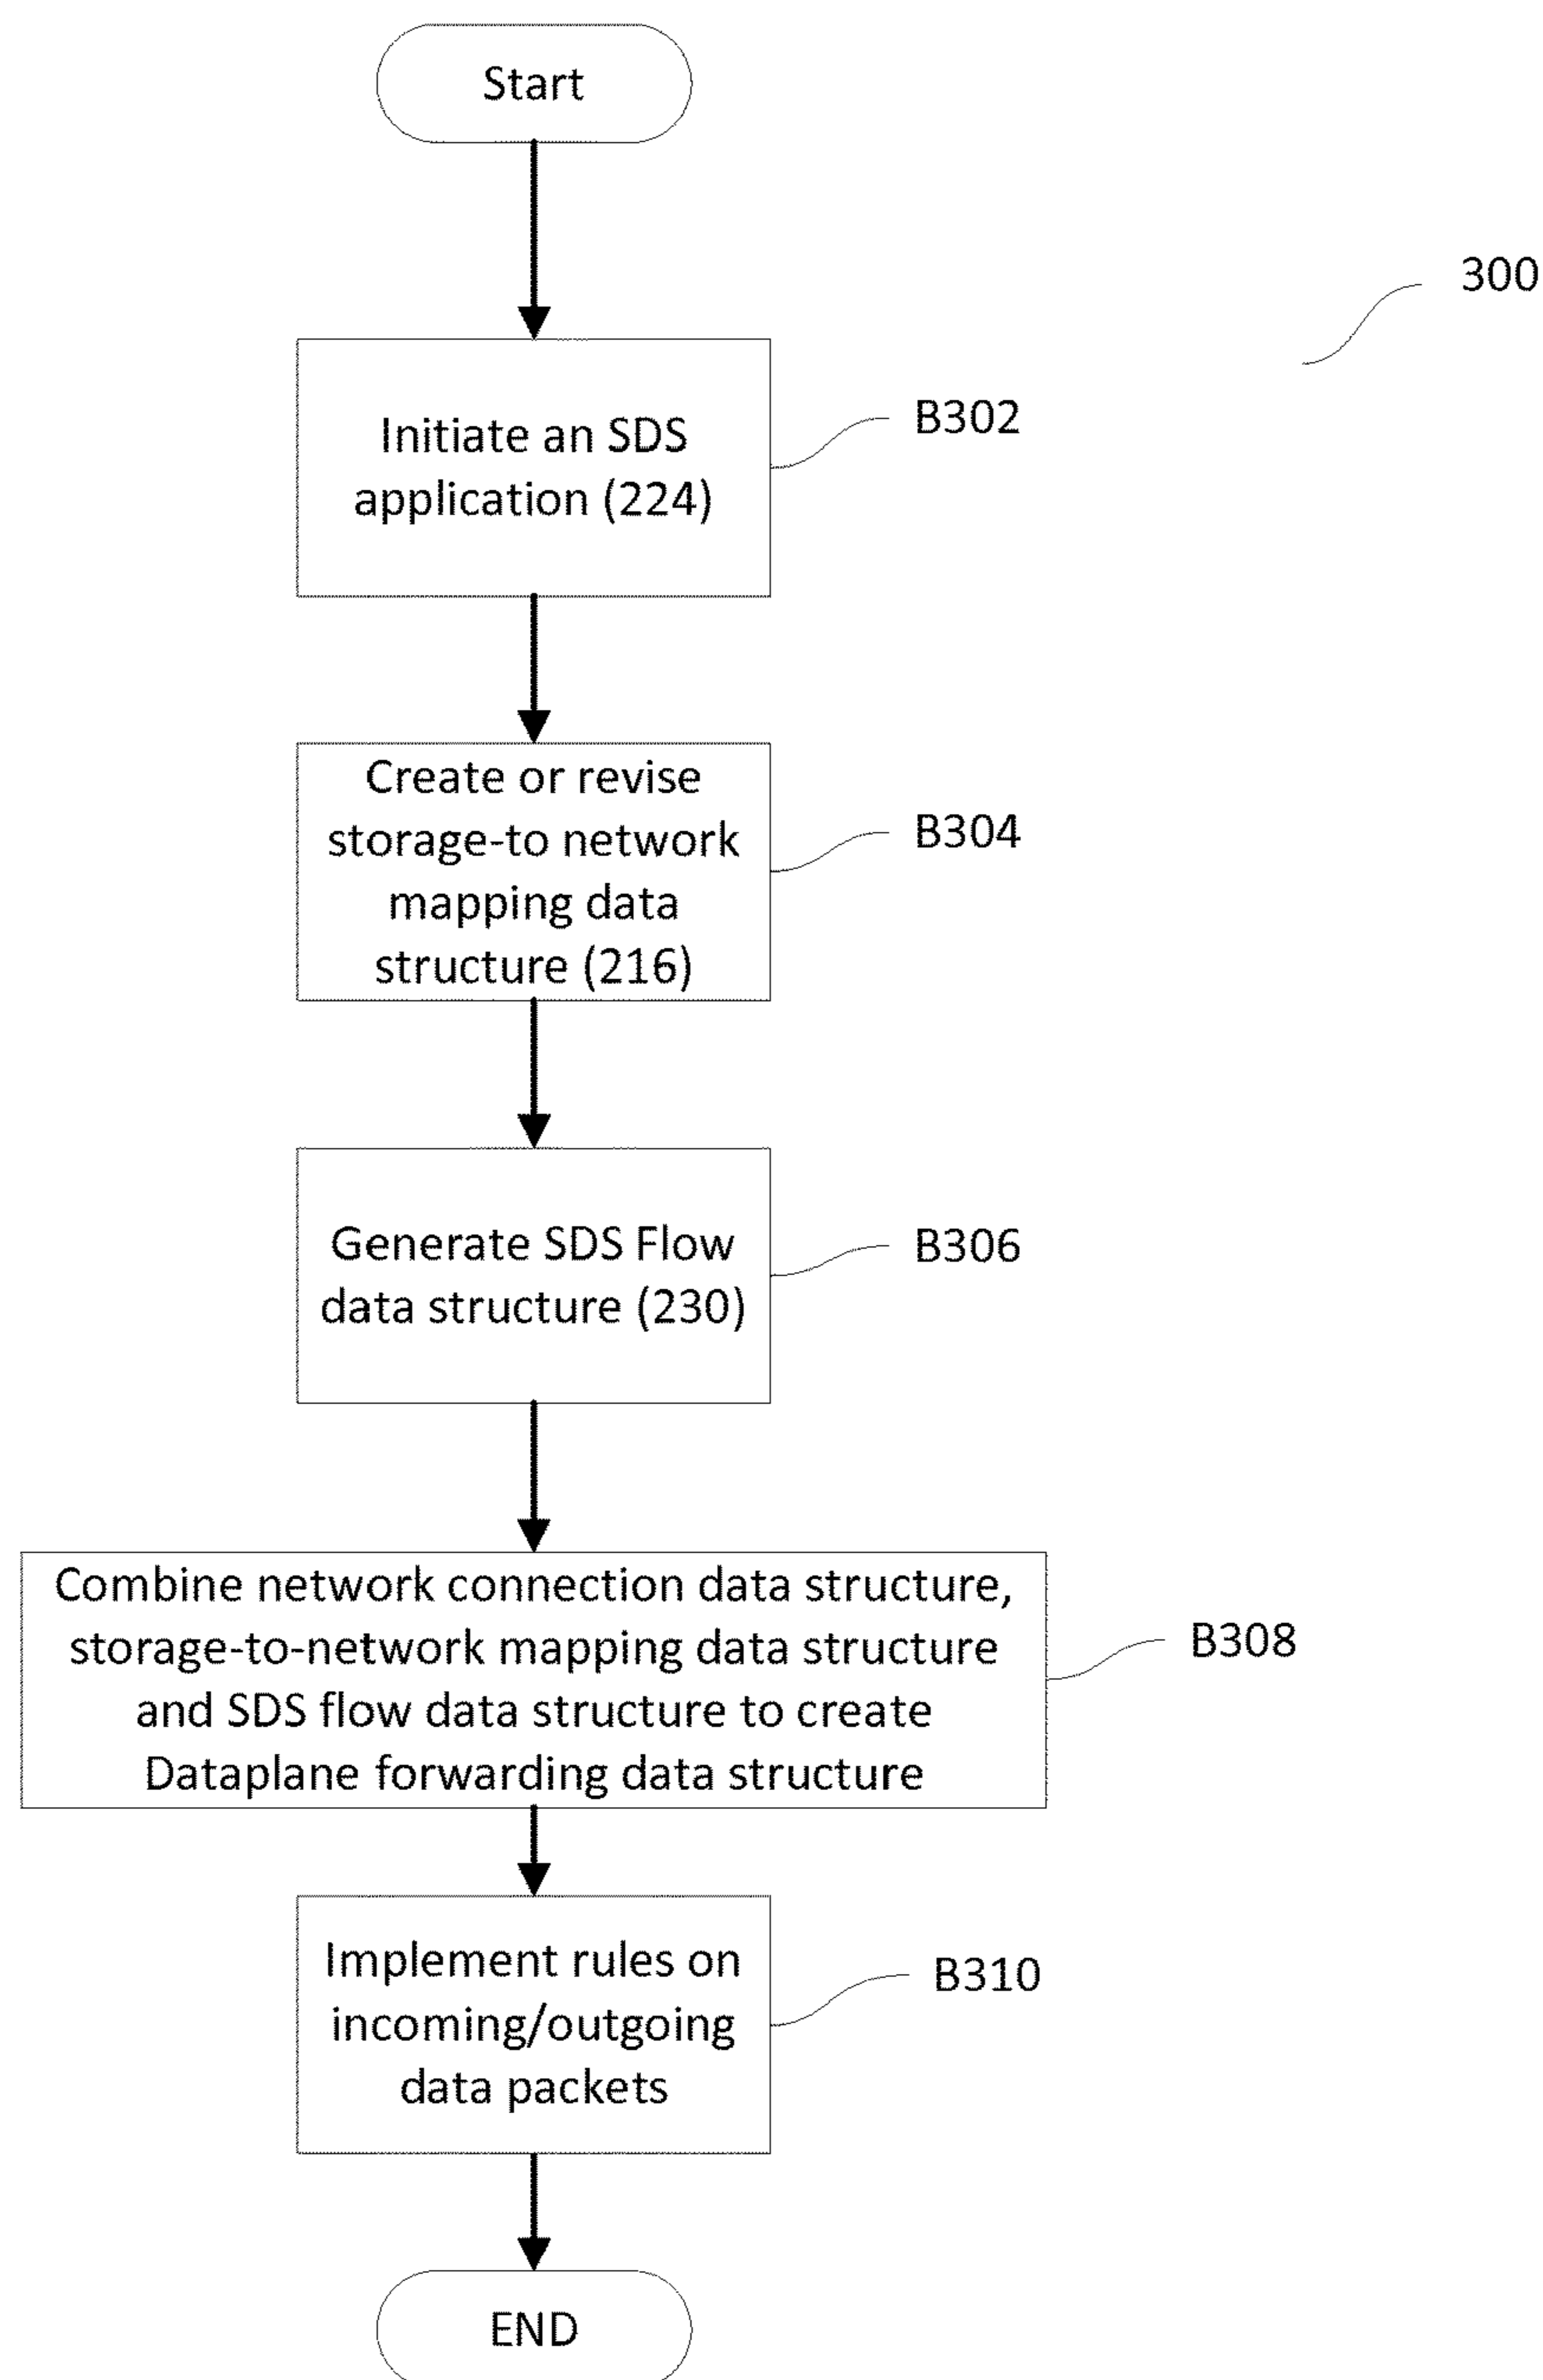 Start
300
Initiate an SDS
application (224)
B302
Create or revise
storage-to network
mapping data
structure (216)
B304
Generate SDS Flow
data structure (230)
B306
Combine network connection data structure,
storage-to-network mapping data structure
and SDS flow data structure to create
Dataplane forwarding data structure
B308
Implement rules on
incoming/outgoing
data packets
B310
END